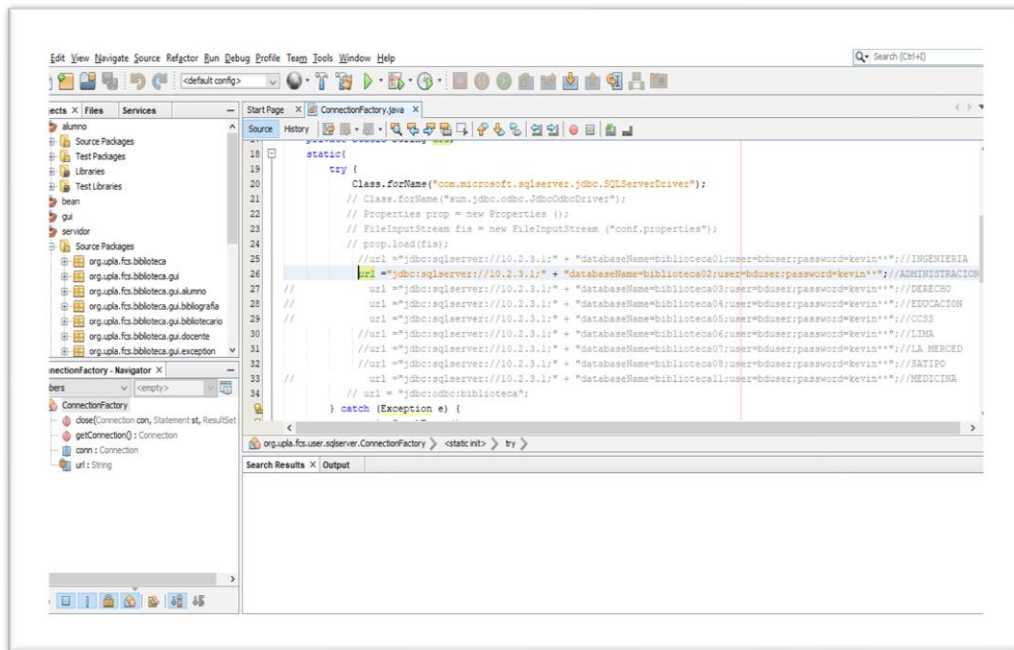 Edit View Navigate Source Refactor Run Debug Profile Team Tools Window Help
Search (Ctrl+I)
<default config>
ects × Files Services
Start Page × ConnectionFactory.java ×
alumno
Source Packages
Test Packages
Libraries
Test Libraries
bean
gui
servidor
Source Packages
org.upla.fcs.biblioteca
org.upla.fcs.biblioteca.gui
org.upla.fcs.biblioteca.gui.alumno
org.upla.fcs.biblioteca.gui.bibliografia
org.upla.fcs.biblioteca.gui.bibliotecario
org.upla.fcs.biblioteca.gui.docente
org.upla.fcs.biblioteca.gui.exception
nnectionFactory - Navigator ×
bers <empty>
ConnectionFactory
close(Connection con, Statement st, ResultSet
getConnection() : Connection
conn : Connection
url : String
Source History
18 static{
19 try {
20 Class.forName("com.microsoft.sqlserver.jdbc.SQLServerDriver");
21 // Class.forName("sun.jdbc.odbc.JdbcOdbcDriver");
22 // Properties prop = new Properties ();
23 // FileInputStream fis = new FileInputStream ("conf.properties");
24 // prop.load(fis);
25 //url ="jdbc:sqlserver://10.2.3.1;" + "databaseName=biblioteca01;user=bduser;password=kevin**";//INGENIERIA
26 url ="jdbc:sqlserver://10.2.3.1;" + "databaseName=biblioteca02;user=bduser;password=kevin**";//ADMINISTRACION
27 // url ="jdbc:sqlserver://10.2.3.1;" + "databaseName=biblioteca03;user=bduser;password=kevin**";//DERECHO
28 // url ="jdbc:sqlserver://10.2.3.1;" + "databaseName=biblioteca04;user=bduser;password=kevin**";//EDUCACION
29 // url ="jdbc:sqlserver://10.2.3.1;" + "databaseName=biblioteca05;user=bduser;password=kevin**";//CCSS
30 //url ="jdbc:sqlserver://10.2.3.1;" + "databaseName=biblioteca06;user=bduser;password=kevin**";//LIMA
31 //url ="jdbc:sqlserver://10.2.3.1;" + "databaseName=biblioteca07;user=bduser;password=kevin**";//LA MERCED
32 //url ="jdbc:sqlserver://10.2.3.1;" + "databaseName=biblioteca08;user=bduser;password=kevin**";//SATIPO
33 // url ="jdbc:sqlserver://10.2.3.1;" + "databaseName=biblioteca11;user=bduser;password=kevin**";//MEDICINA
34 // url = "jdbc:odbc:biblioteca";
} catch (Exception e) {
org.upla.fcs.user.sqlserver.ConnectionFactory > <static init> > try >
Search Results × Output